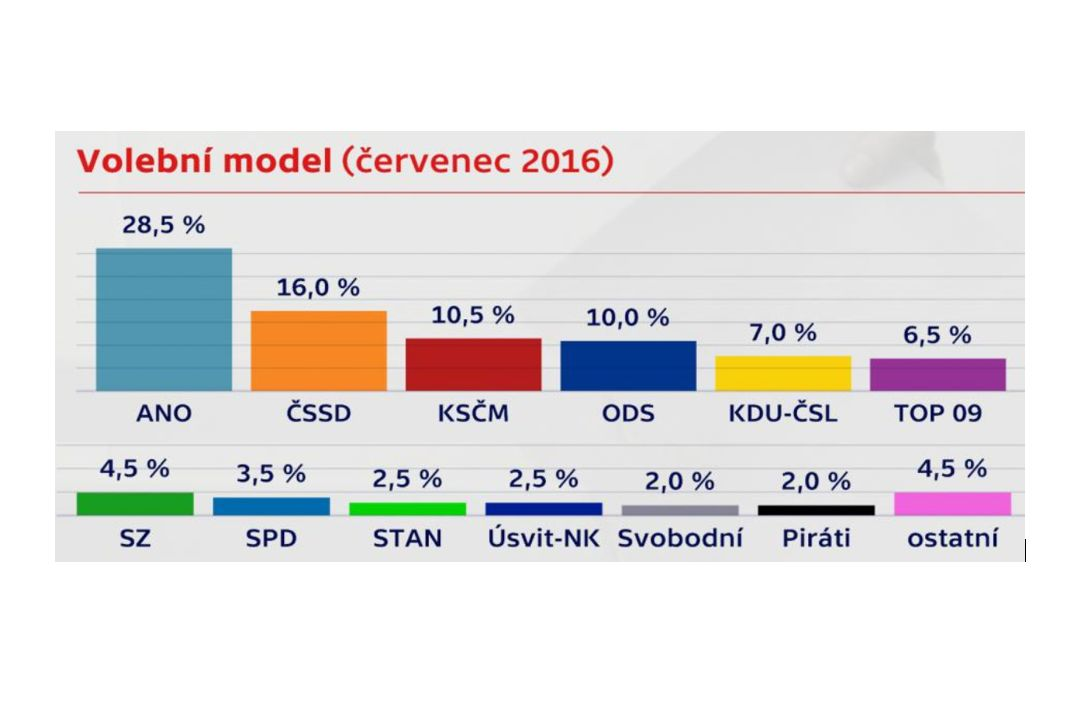 Volební model (červenec 2016)
28,5 % 16,0 % 10,5 % 10,0 % 7,0 % 6,5 %
ANO ČSSD KSČM ODS KDU-ČSL TOP 09
4,5 % 3,5 % 2,5 % 2,5 % 2,0 % 2,0 % 4,5 %
SZ SPD STAN Úsvit-NK Svobodní Piráti ostatní